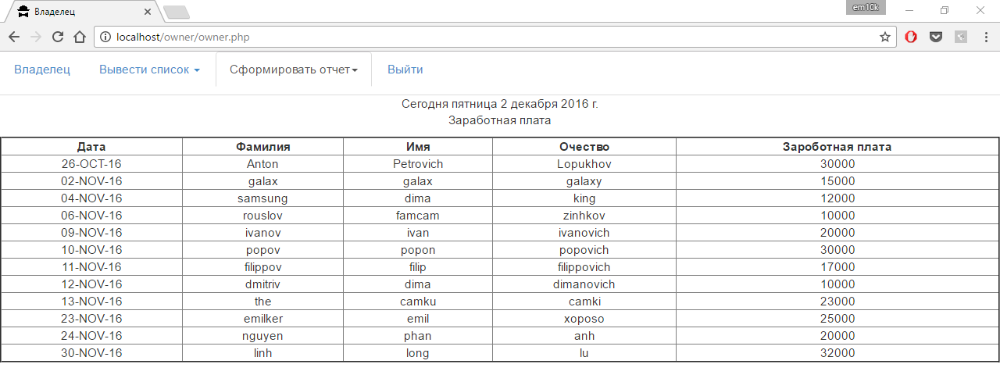 Владелец
em10k
localhost/owner/owner.php
Владелец Вывести список Сформировать отчет Выйти
Сегодня пятница 2 декабря 2016 г.
Заработная плата
Дата Фамилия Имя Очество Зароботная плата
26-OCT-16 Anton Petrovich Lopukhov 30000
02-NOV-16 galax galax galaxy 15000
04-NOV-16 samsung dima king 12000
06-NOV-16 rouslov famcam zinhkov 10000
09-NOV-16 ivanov ivan ivanovich 20000
10-NOV-16 popov popon popovich 30000
11-NOV-16 filippov filip filippovich 17000
12-NOV-16 dmitriv dima dimanovich 10000
13-NOV-16 the camku camki 23000
23-NOV-16 emilker emil xoposo 25000
24-NOV-16 nguyen phan anh 20000
30-NOV-16 linh long lu 32000